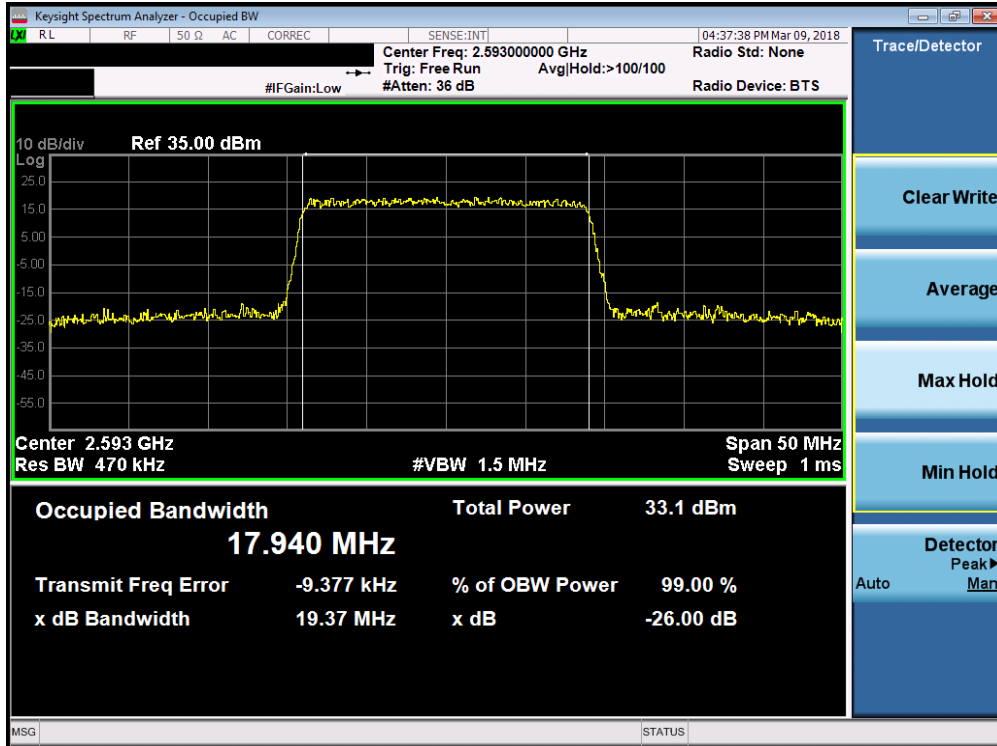 Keysight Spectrum Analyzer - Occupied BW
LXI RL RF 50 Ω AC CORREC SENSE:INT 04:37:38 PM Mar 09, 2018
Center Freq: 2.593000000 GHz Radio Std: None
Trig: Free Run Avg|Hold:>100/100
#IFGain:Low #Atten: 36 dB Radio Device: BTS
Trace/Detector
10 dB/div Ref 35.00 dBm
Log
25.0
15.0
5.00
-5.00
-15.0
-25.0
-35.0
-45.0
-55.0
Center 2.593 GHz Span 50 MHz
Res BW 470 kHz #VBW 1.5 MHz Sweep 1 ms
Occupied Bandwidth Total Power 33.1 dBm
17.940 MHz
Transmit Freq Error -9.377 kHz % of OBW Power 99.00 %
x dB Bandwidth 19.37 MHz x dB -26.00 dB
Clear Write
Average
Max Hold
Min Hold
Detector
Peak▶
Auto Man
MSG STATUS